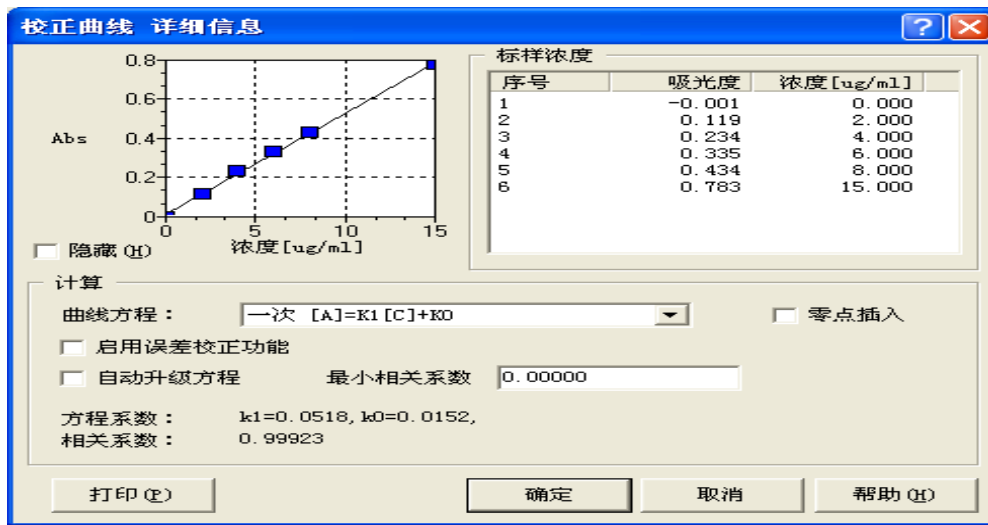 校正曲线 详细信息
0.8
0.6
Abs
0.4
0.2
0
0 5 10 15
浓度[ug/ml]
隐藏(H)
标样浓度
序号 吸光度 浓度[ug/ml]
1 -0.001 0.000
2 0.119 2.000
3 0.234 4.000
4 0.335 6.000
5 0.434 8.000
6 0.783 15.000
计算
曲线方程： 一次 [A]=K1[C]+K0 零点插入
启用误差校正功能
自动升级方程 最小相关系数 0.00000
方程系数： k1=0.0518,k0=0.0152,
相关系数： 0.99923
打印(P) 确定 取消 帮助(H)